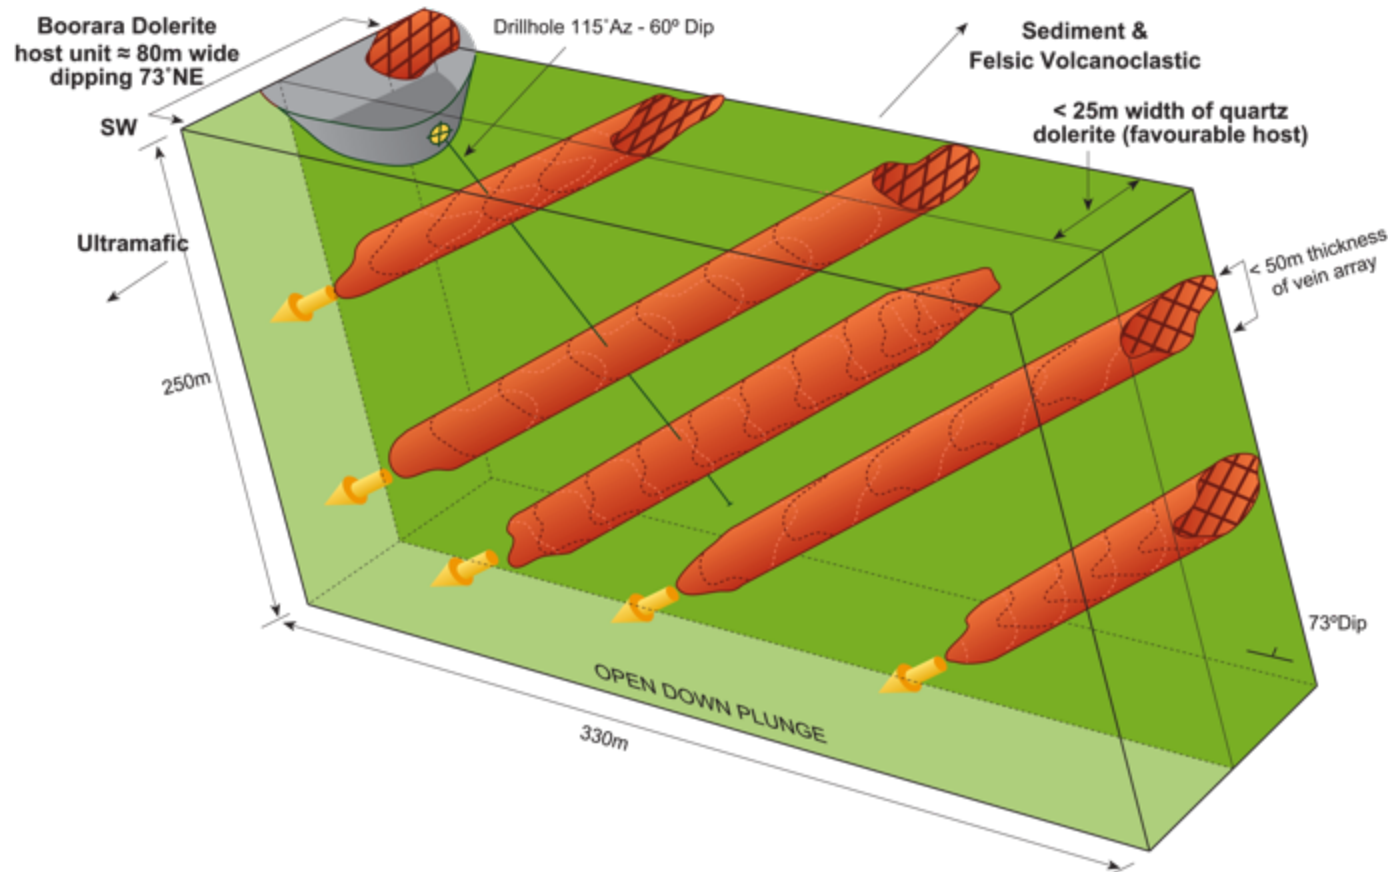 Boorara Dolerite
host unit ≈ 80m wide
dipping 73˚NE
Drillhole 115˚Az - 60º Dip
Sediment &
Felsic Volcanoclastic
< 25m width of quartz
dolerite (favourable host)
SW
Ultramafic
< 50m thickness
of vein array
250m
73ºDip
OPEN DOWN PLUNGE
330m